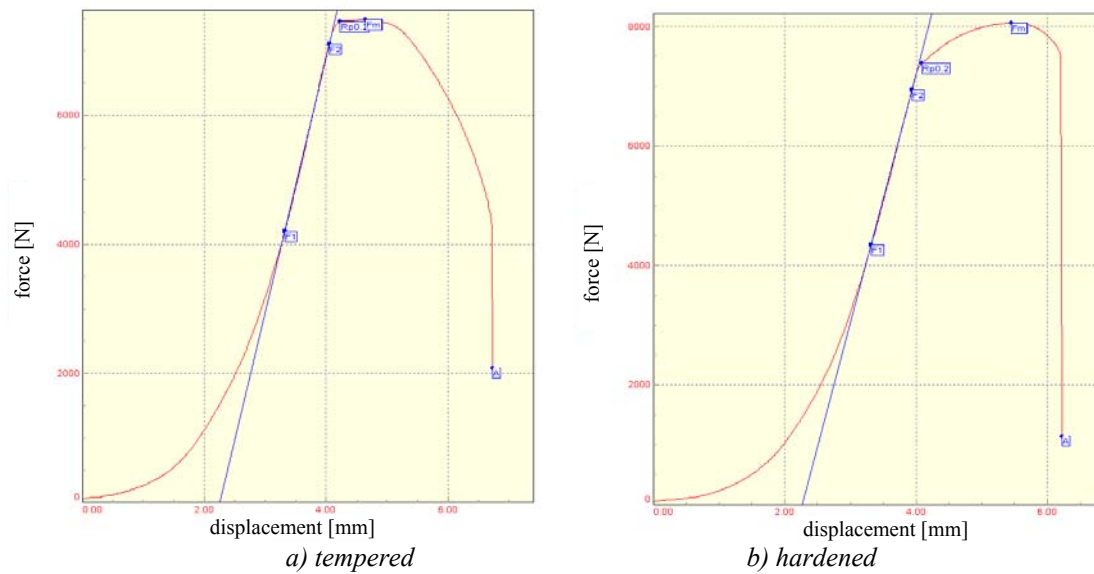 Rp0.2
Fm
F2
6000
F1
4000
2000
A
0
0.00
2.00
4.00
6.00
force [N]
displacement [mm]
a) tempered
8000
Fm
Rp0.2
F2
6000
F1
4000
2000
A
0
0.00
2.00
4.00
6.00
force [N]
displacement [mm]
b) hardened